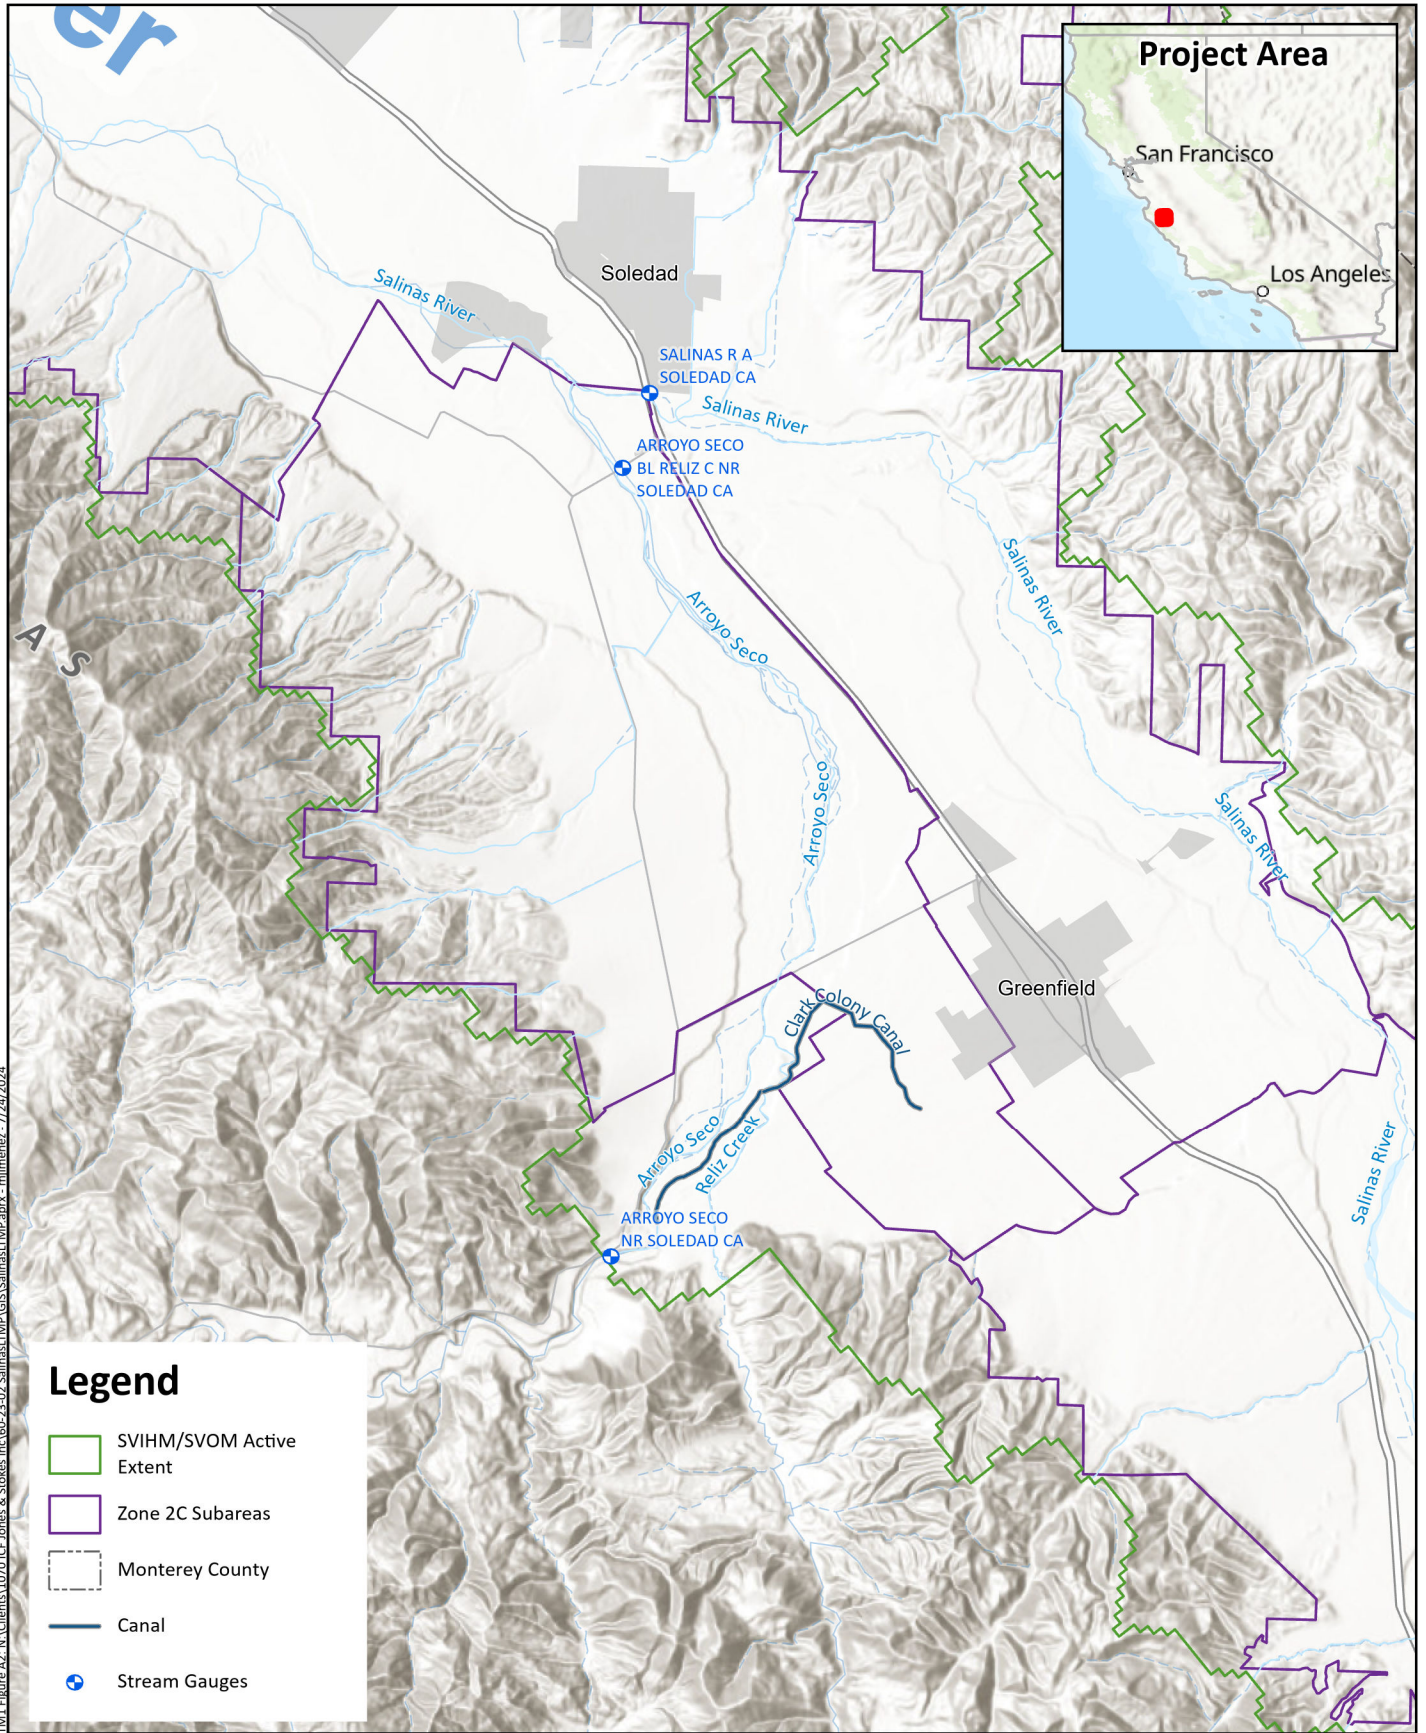 er
Project Area
San Francisco
Los Angeles
Soledad
Salinas River
SALINAS R A
SOLEDAD CA
Salinas River
ARROYO SECO
BL RELIZ C NR
SOLEDAD CA
Salinas River
Arroyo Seco
A S
Arroyo Seco
Salinas River
Greenfield
Clark Colony Canal
Arroyo Seco
Reliz Creek
Salinas River
ARROYO SECO
NR SOLEDAD CA
Legend
SVIHM/SVOM Active
Extent
Zone 2C Subareas
Monterey County
Canal
Stream Gauges